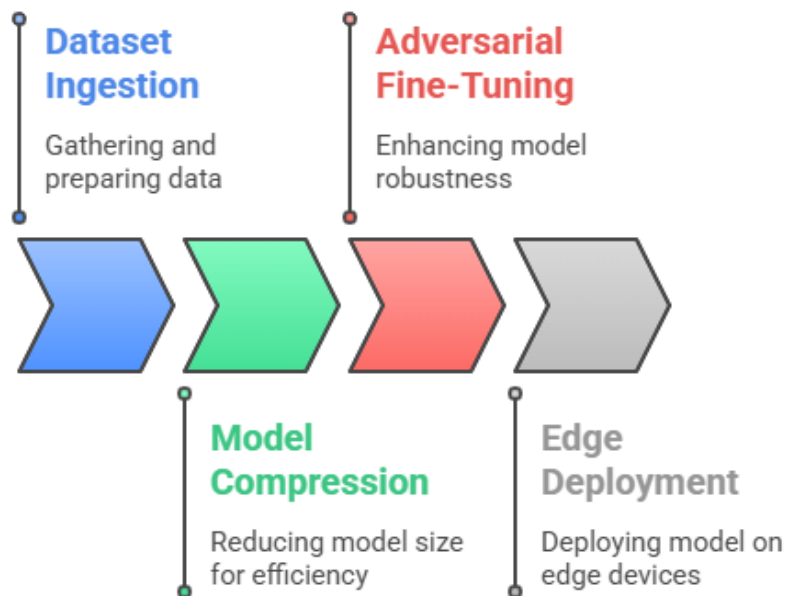 Dataset
Ingestion
Gathering and
preparing data
Adversarial
Fine-Tuning
Enhancing model
robustness
Model
Compression
Reducing model size
for efficiency
Edge
Deployment
Deploying model on
edge devices